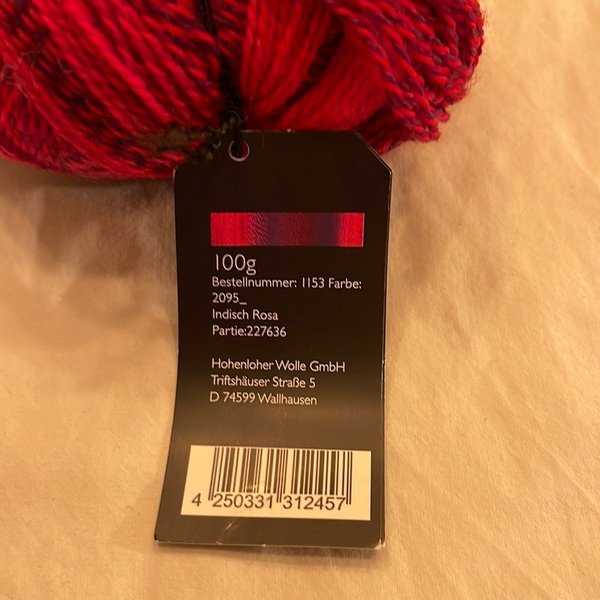 100g
Bestellnummer: 1153 Farbe:
2095_
Indisch Rosa
Partie:227636
Hohenloher Wolle GmbH
Triftshäuser Straße 5
D 74599 Wallhausen
4 250331 312457